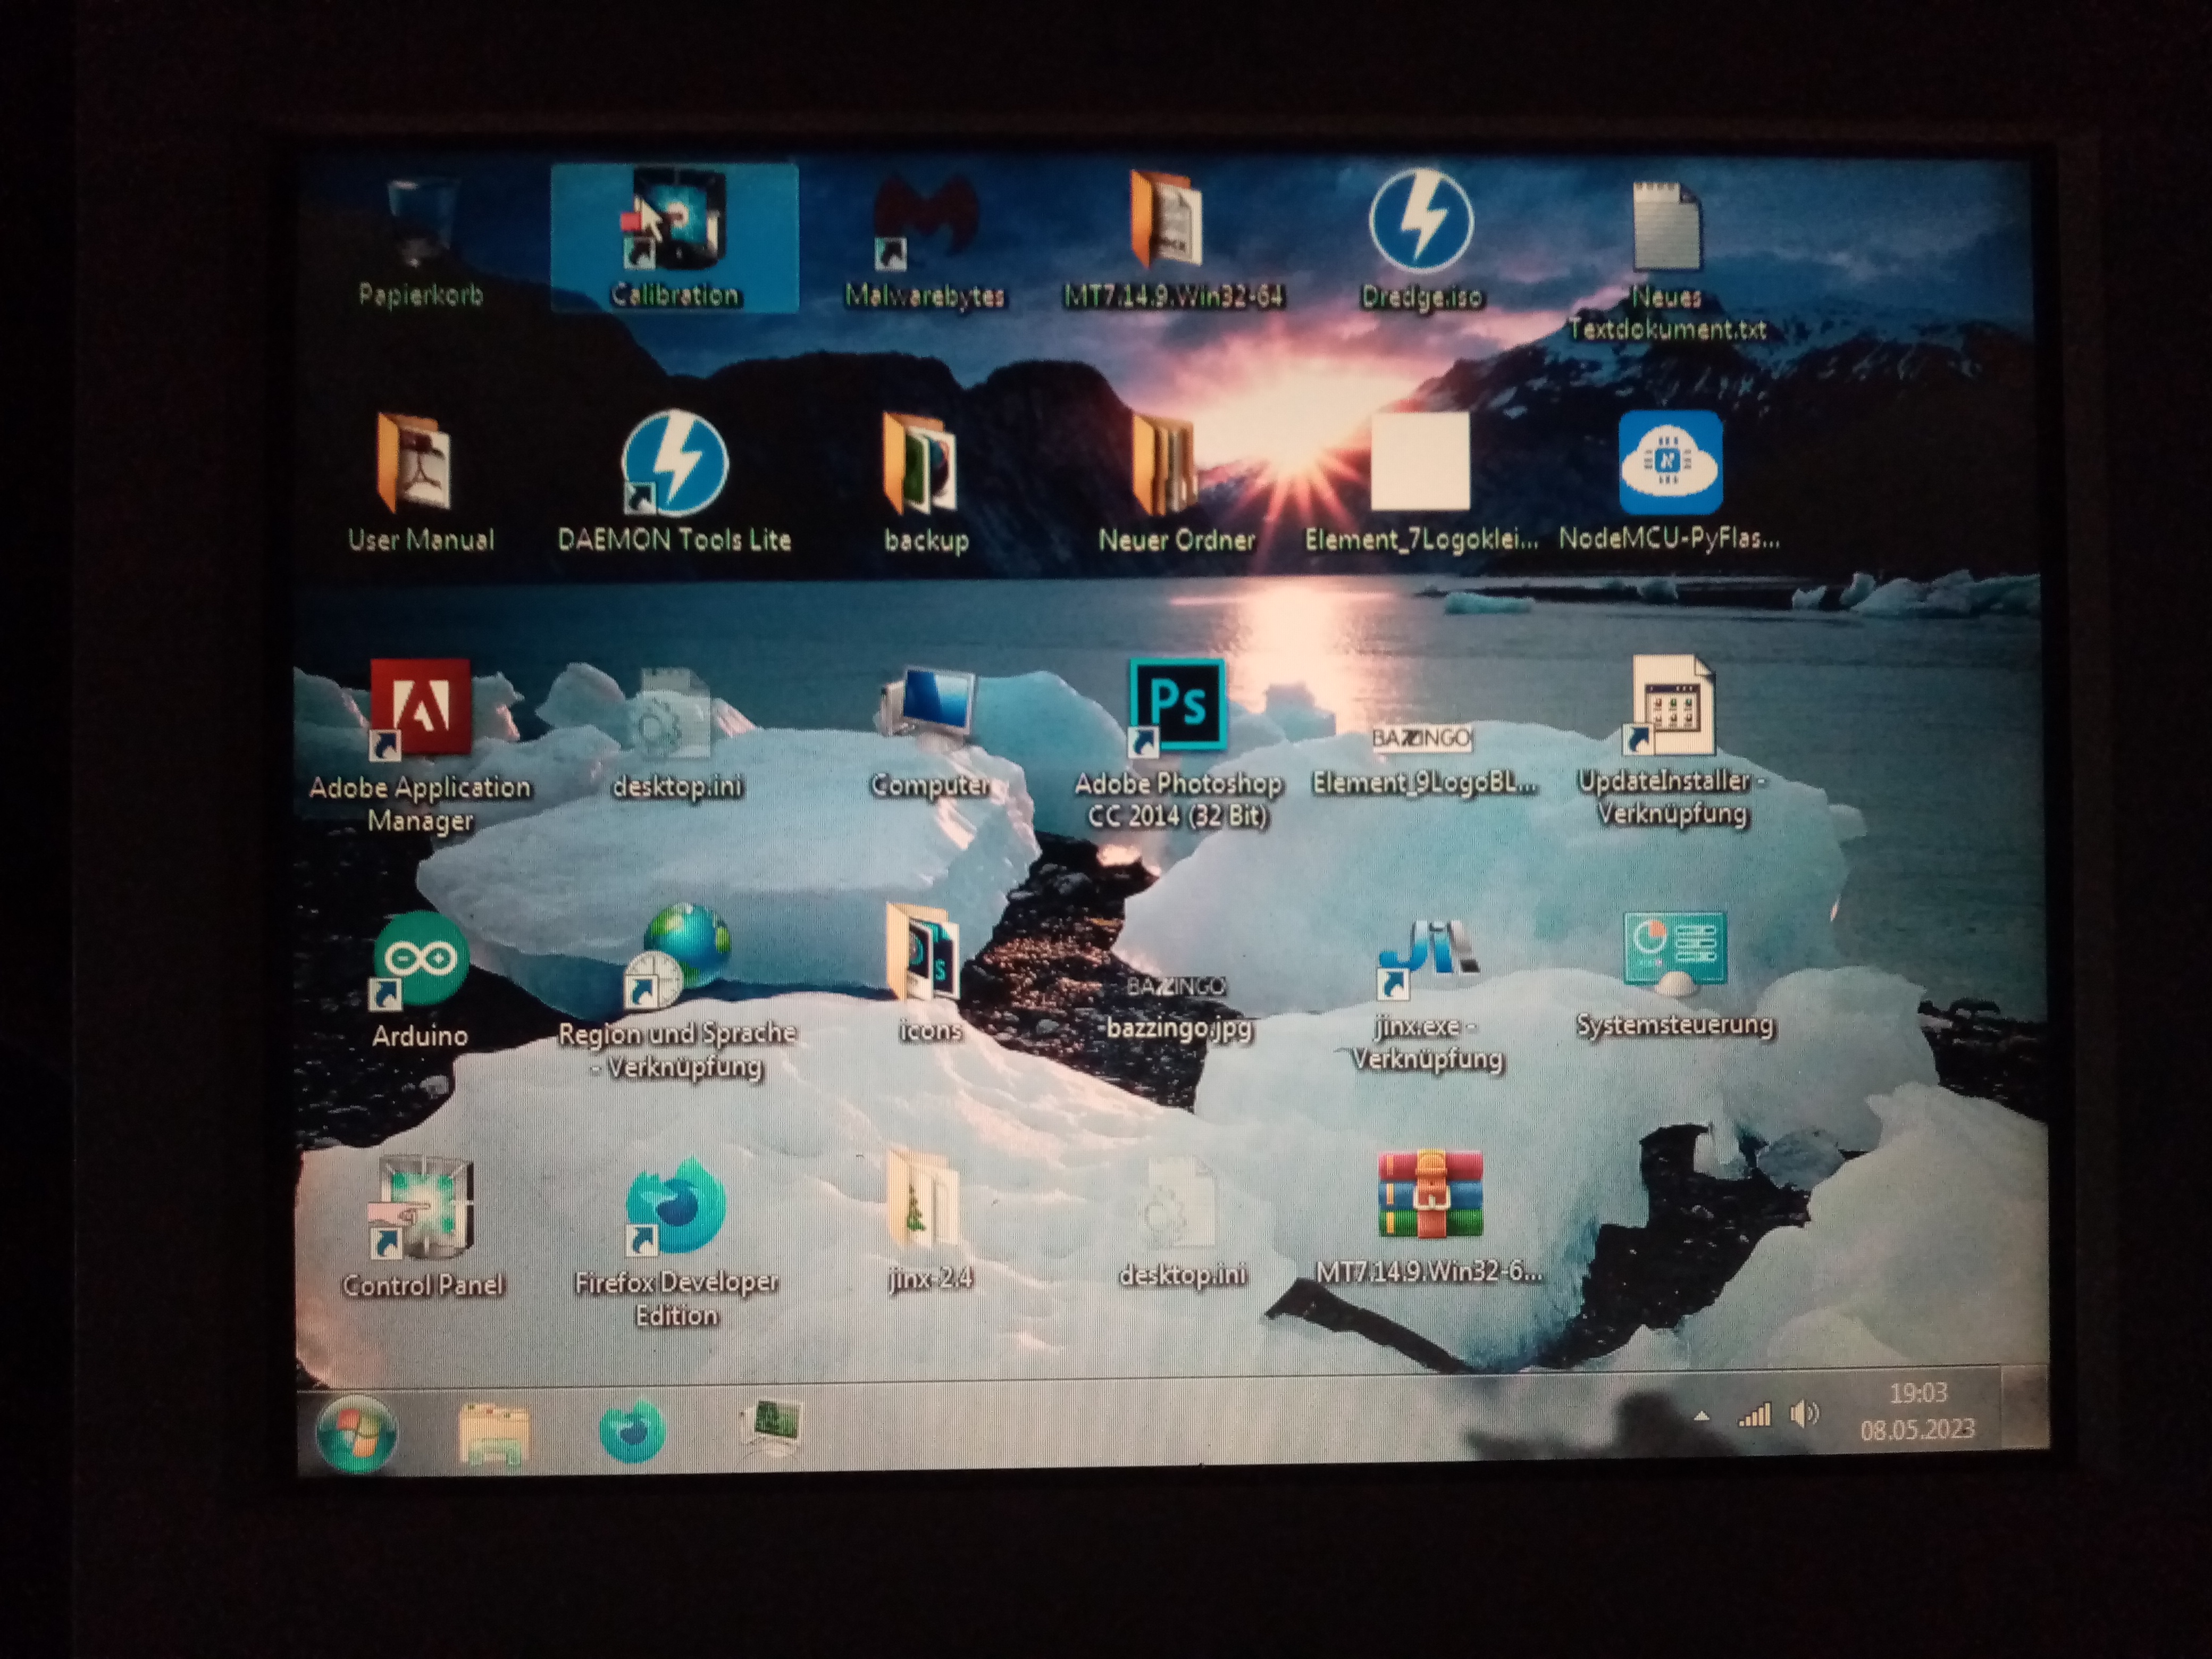 Papierkorb
Calibration
Malwarebytes
MT7.14.9.Win32-64
Dredge.iso
Neues
Textdokument.txt
User Manual
DAEMON Tools Lite
backup
Neuer Ordner
Element_7Logoklei...
NodeMCU-PyFlas...
Adobe Application
Manager
desktop.ini
Computer
Ps
Adobe Photoshop
CC 2014 (32 Bit)
BAZZINGO
Element_9LogoBL...
UpdateInstaller -
Verknüpfung
Arduino
Region und Sprache
- Verknüpfung
icons
BAZZINGO
bazzingo.jpg
jinx.exe -
Verknüpfung
Systemsteuerung
Control Panel
Firefox Developer
Edition
jinx-2.4
desktop.ini
MT7.14.9.Win32-6...
19:03
08.05.2023